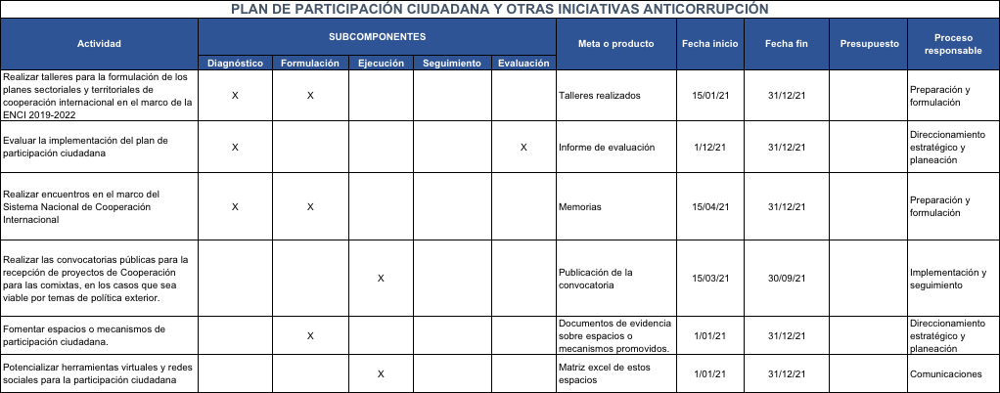 PLAN DE PARTICIPACIÓN CIUDADANA Y OTRAS INICIATIVAS ANTICORRUPCIÓN
Actividad
SUBCOMPONENTES
Meta o producto
Fecha inicio
Fecha fin
Presupuesto
Proceso
responsable
Diagnóstico
Formulación
Ejecución
Seguimiento
Evaluación
Realizar talleres para la formulación de los
planes sectoriales y territoriales de
cooperación internacional en el marco de la
ENCI 2019-2022
X
X
Talleres realizados
15/01/21
31/12/21
Preparación y
formulación
Evaluar la implementación del plan de
participación ciudadana
X
X
Informe de evaluación
1/12/21
31/12/21
Direccionamiento
estratégico y
planeación
Realizar encuentros en el marco del
Sistema Nacional de Cooperación
Internacional
X
X
Memorias
15/04/21
31/12/21
Preparación y
formulación
Realizar las convocatorias públicas para la
recepción de proyectos de Cooperación
para las comixtas, en los casos que sea
viable por temas de política exterior.
X
Publicación de la
convocatoria
15/03/21
30/09/21
Implementación y
seguimiento
Fomentar espacios o mecanismos de
participación ciudadana.
X
Documentos de evidencia
sobre espacios o
mecanismos promovidos.
1/01/21
31/12/21
Direccionamiento
estratégico y
planeación
Potencializar herramientas virtuales y redes
sociales para la participación ciudadana
X
Matriz excel de estos
espacios
1/01/21
31/12/21
Comunicaciones